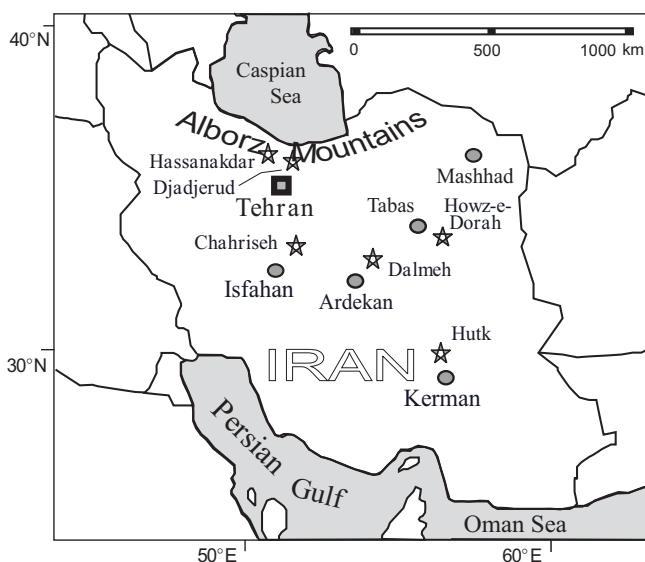 40°N
0
500
1000 km
Caspian
Sea
Alborz Mountains
Hassanakdar
Djadjerud
Mashhad
Tehran
Tabas
Howz-e-
Dorah
Chahriseh
Dalmeh
Isfahan
Ardekan
Hutk
30°N
IRAN
Kerman
Persian
Gulf
Oman Sea
50°E
60°E